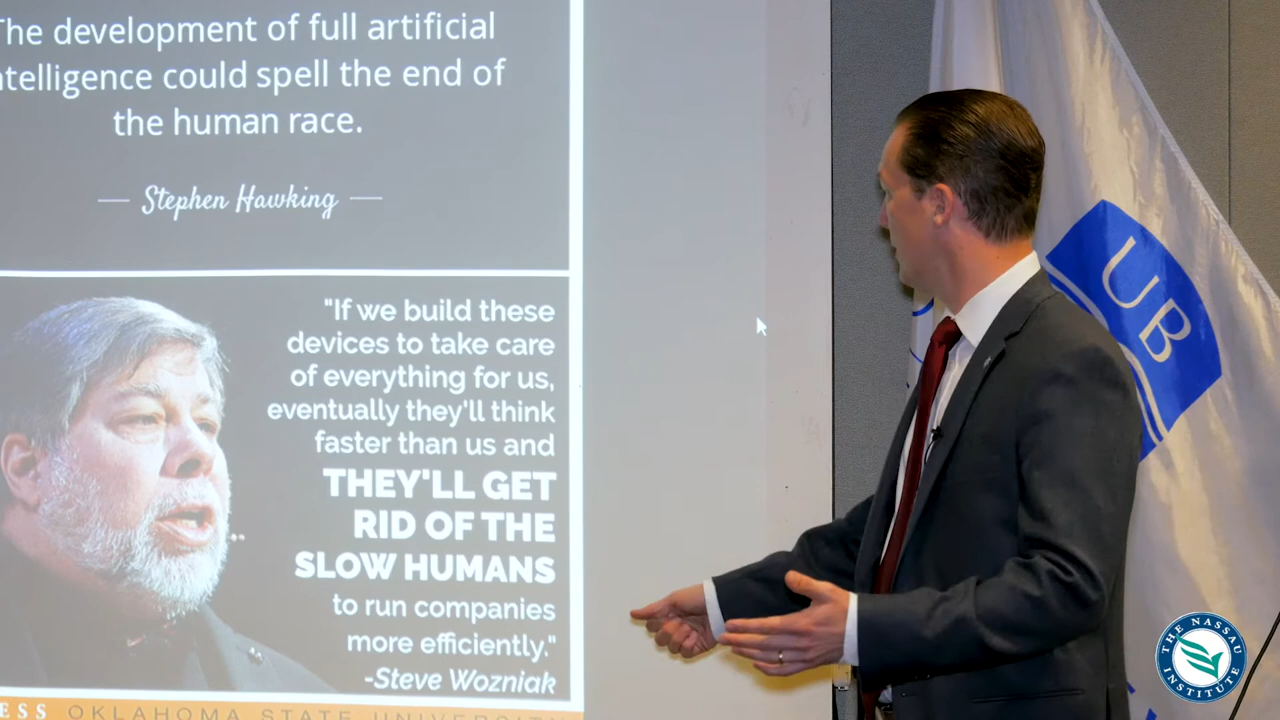 The development of full artificial
intelligence could spell the end of
the human race.
— Stephen Hawking —
"If we build these
devices to take care
of everything for us,
eventually they'll think
faster than us and
THEY'LL GET
RID OF THE
SLOW HUMANS
to run companies
more efficiently."
-Steve Wozniak
ESS OKLAHOMA STATE UNIVERSITY
UB
THE NASSAU
INSTITUTE